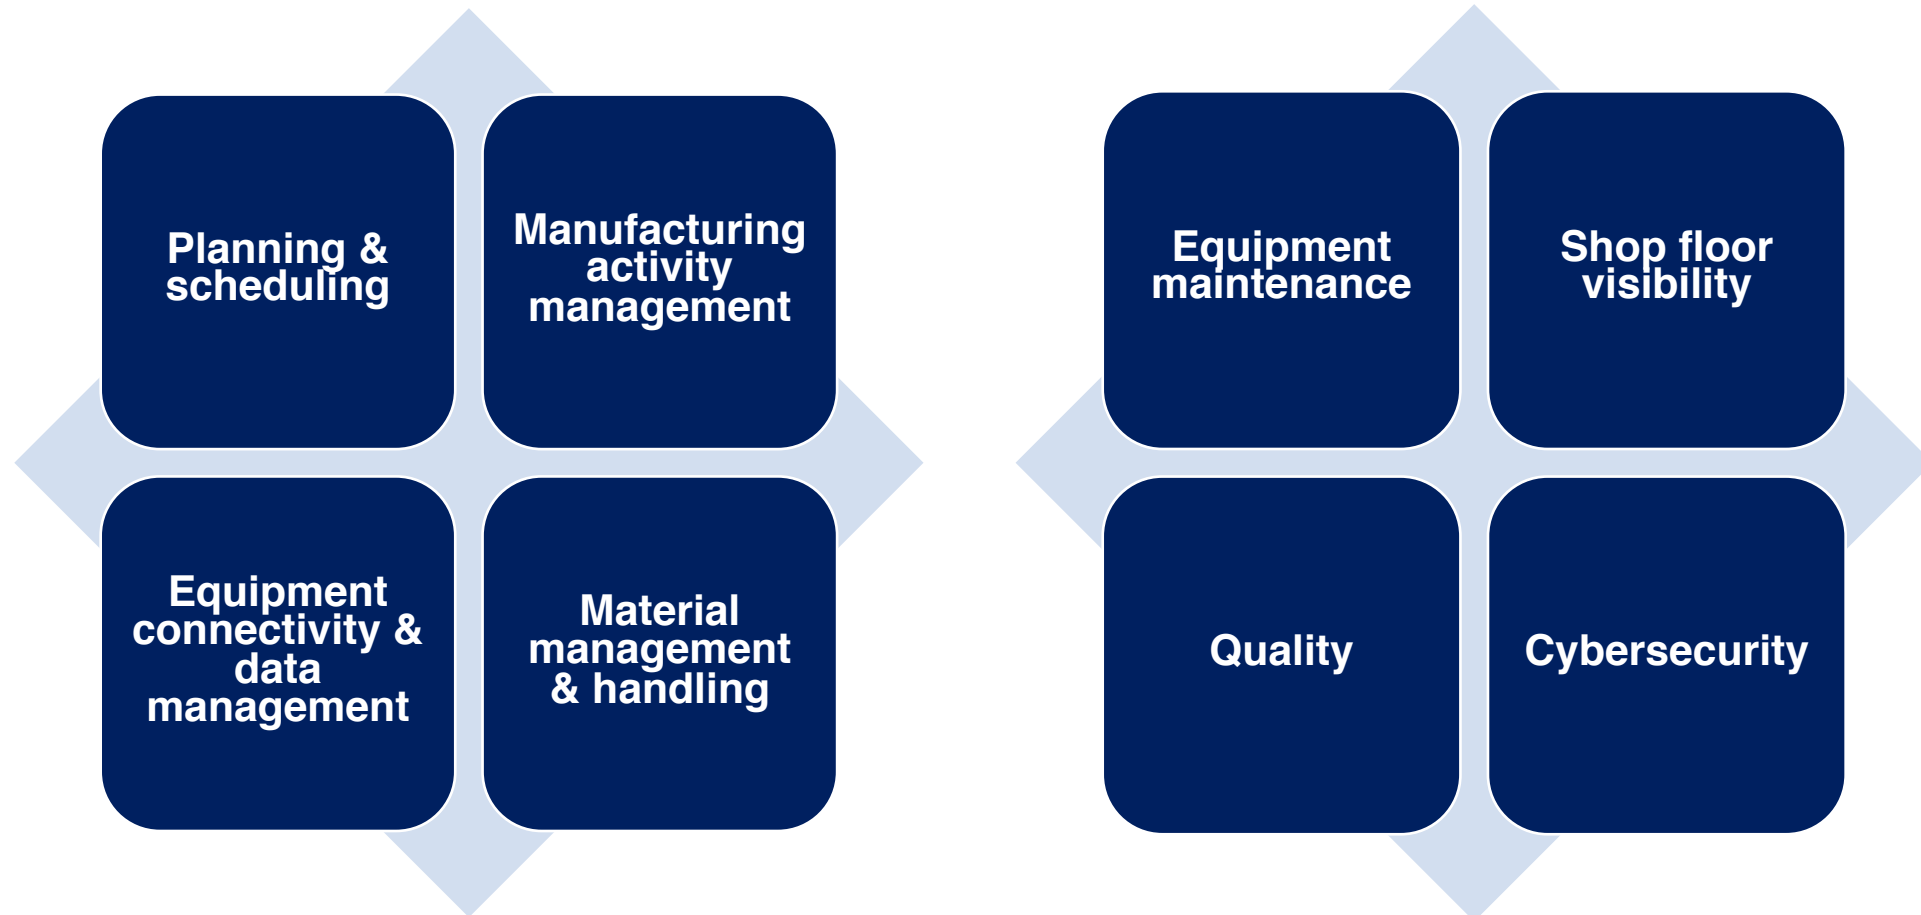 Planning &
scheduling
Manufacturing
activity
management
Equipment
connectivity &
data
management
Material
management
& handling
Equipment
maintenance
Shop floor
visibility
Quality
Cybersecurity